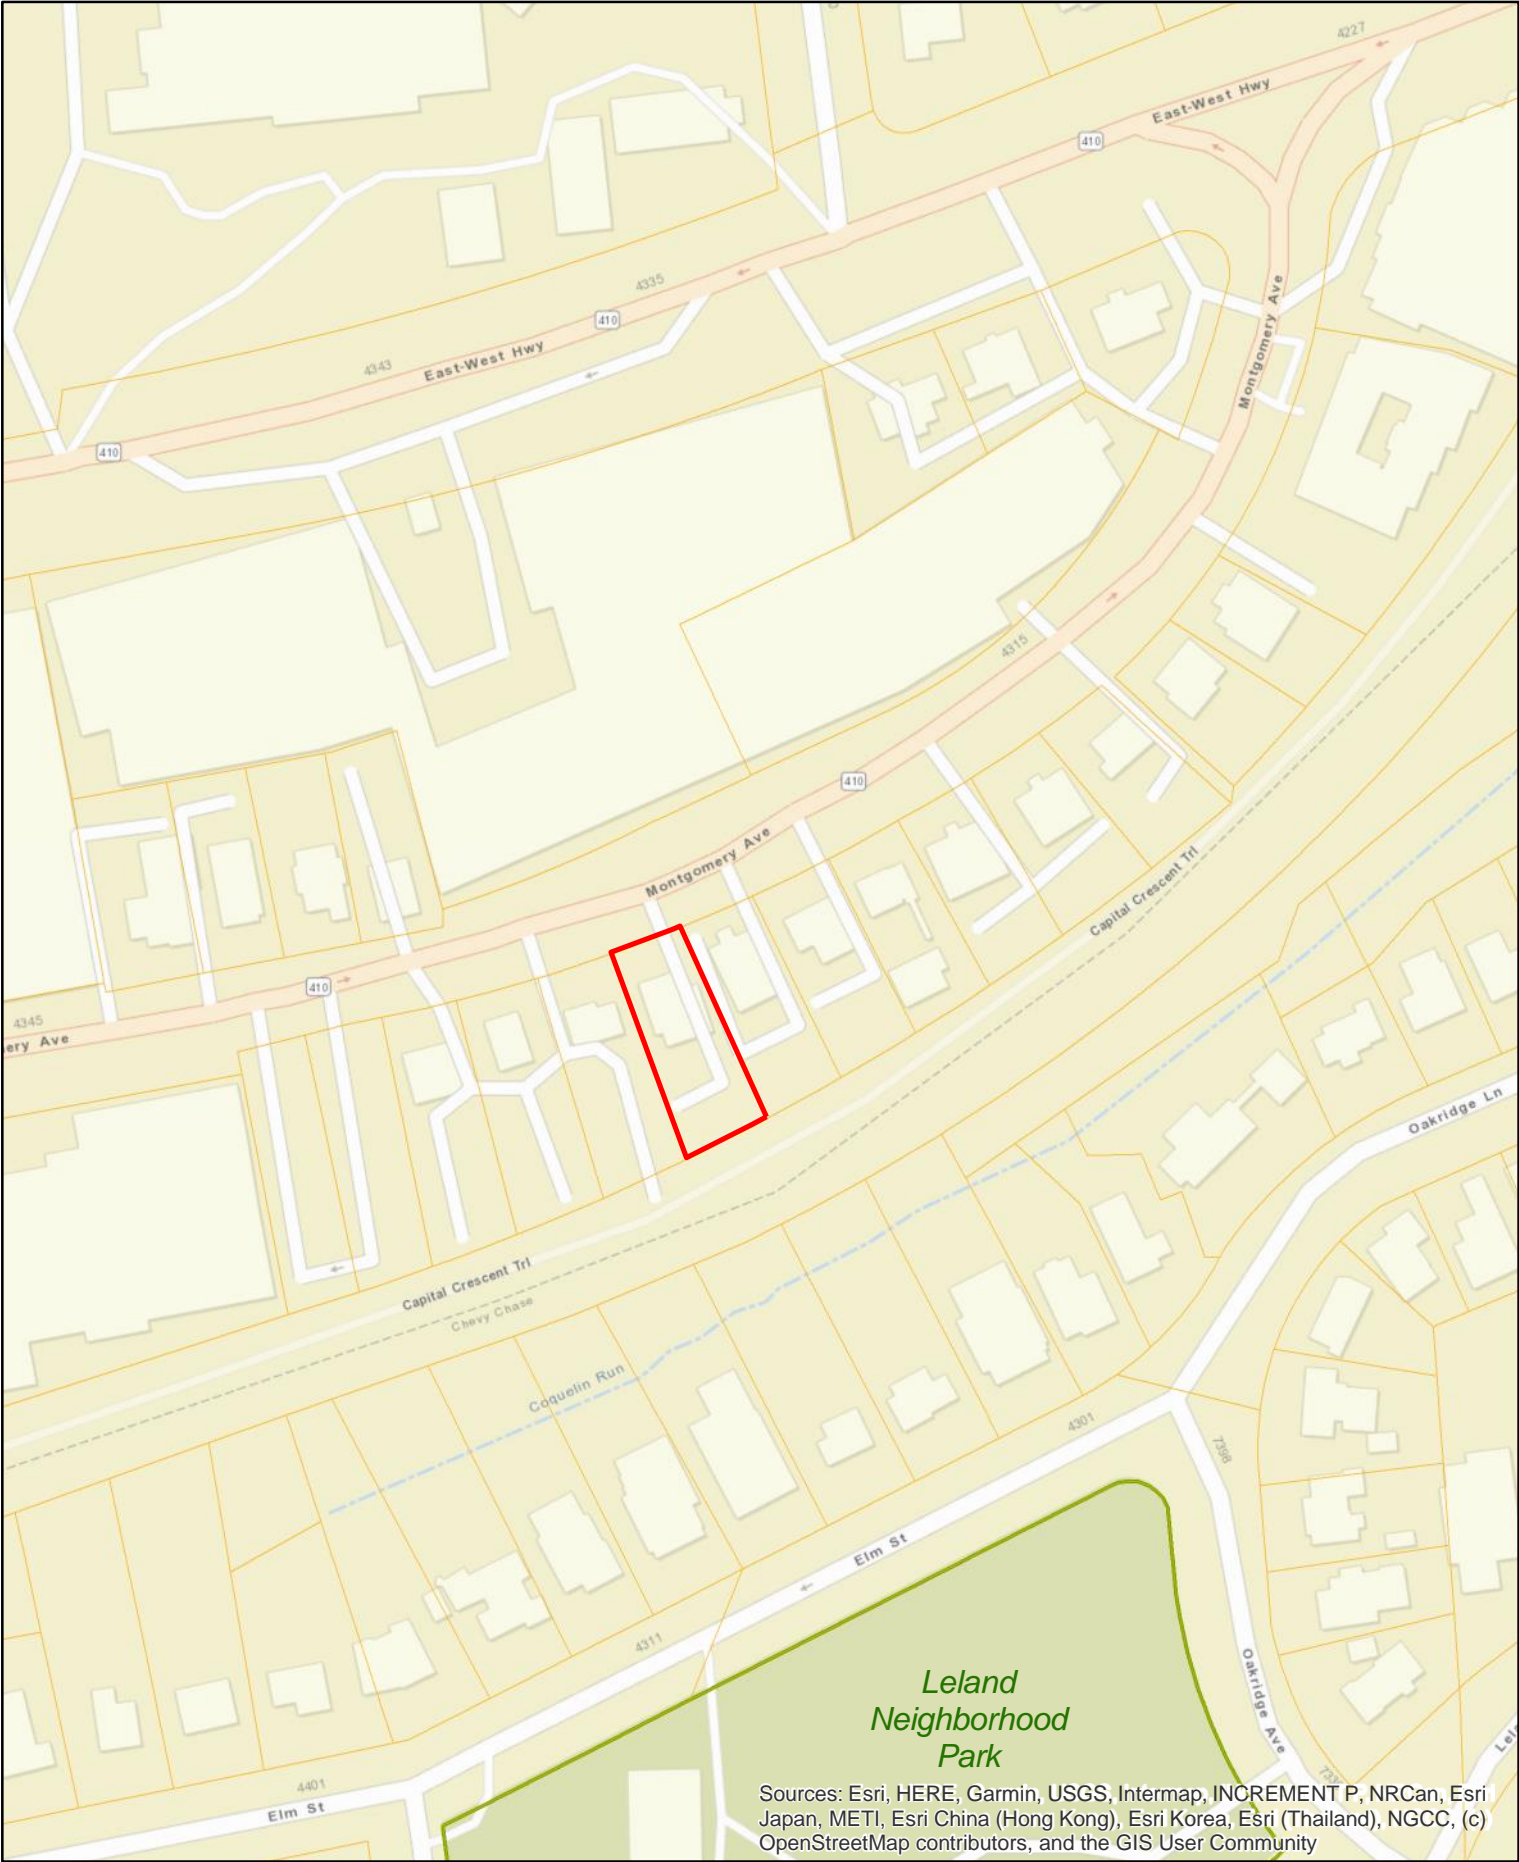 4227
East-West Hwy
410
4335
410
Montgomery Ave
East-West Hwy
4343
410
4315
410
Montgomery Ave
410
4345
ery Ave
Capital Crescent Trl
Oakridge Ln
Capital Crescent Trl
Chevy Chase
Coquelin Run
4301
7398
Elm St
4311
Oakridge Ave
Leland
Neighborhood
Park
4401
Elm St
Sources: Esri, HERE, Garmin, USGS, Intermap, INCREMENT P, NRCan, Esri
Japan, METI, Esri China (Hong Kong), Esri Korea, Esri (Thailand), NGCC, (c)
OpenStreetMap contributors, and the GIS User Community